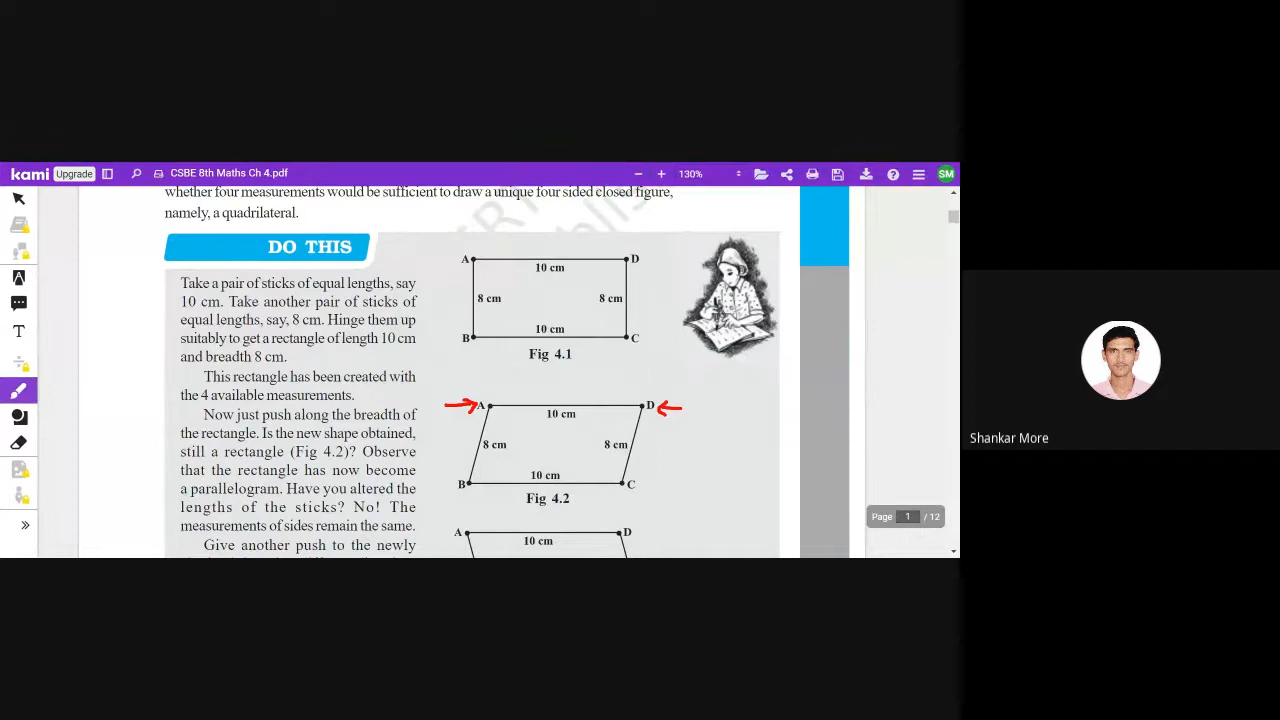 kami Upgrade CSBE 8th Maths Ch 4.pdf 130% SM
whether four measurements would be sufficient to draw a unique four sided closed figure,
namely, a quadrilateral.
DO THIS
Take a pair of sticks of equal lengths, say
10 cm. Take another pair of sticks of
equal lengths, say, 8 cm. Hinge them up
suitably to get a rectangle of length 10 cm
and breadth 8 cm.
This rectangle has been created with
the 4 available measurements.
Now just push along the breadth of
the rectangle. Is the new shape obtained,
still a rectangle (Fig 4.2)? Observe
that the rectangle has now become
a parallelogram. Have you altered the
lengths of the sticks? No! The
measurements of sides remain the same.
Give another push to the newly
A D
10 cm
8 cm 8 cm
10 cm
B C
Fig 4.1
A D
10 cm
8 cm 8 cm
10 cm
B C
Fig 4.2
A D
10 cm
Page 1 / 12
Shankar More